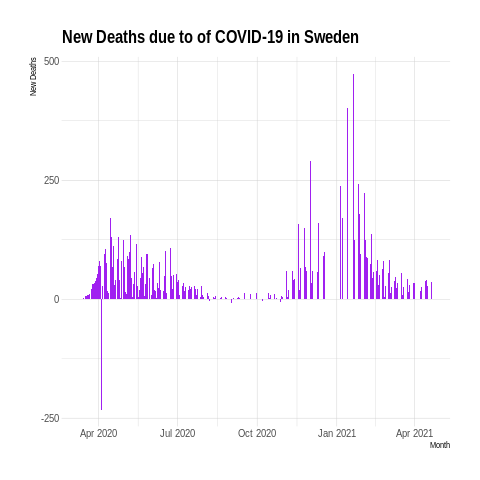 New Deaths due to of COVID-19 in Sweden
New Deaths
500
250
0
-250
Apr 2020
Jul 2020
Oct 2020
Jan 2021
Apr 2021
Month